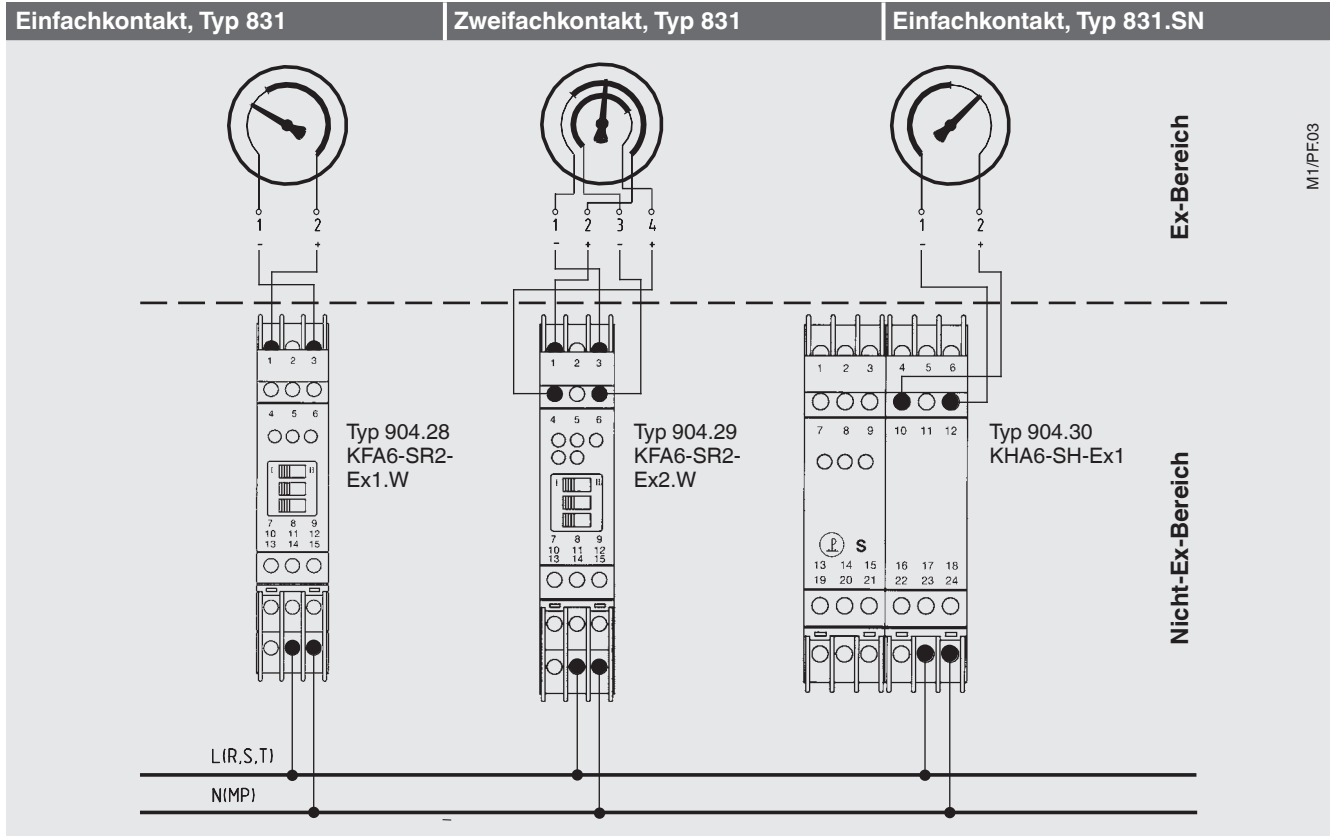 Einfachkontakt, Typ 831
Zweifachkontakt, Typ 831
Einfachkontakt, Typ 831.SN
Ex-Bereich
M1/PF.03
1 2
- +
1 2 3 4
- + - +
1 2
- +
1 2 3
4 5 6
I II
7 8 9
10 11 12
13 14 15
Typ 904.28
KFA6-SR2-
Ex1.W
1 2 3
4 5 6
I II
7 8 9
10 11 12
13 14 15
Typ 904.29
KFA6-SR2-
Ex2.W
1 2 3 4 5 6
7 8 9 10 11 12
S
13 14 15 16 17 18
19 20 21 22 23 24
Typ 904.30
KHA6-SH-Ex1
Nicht-Ex-Bereich
L(R,S,T)
N(MP)